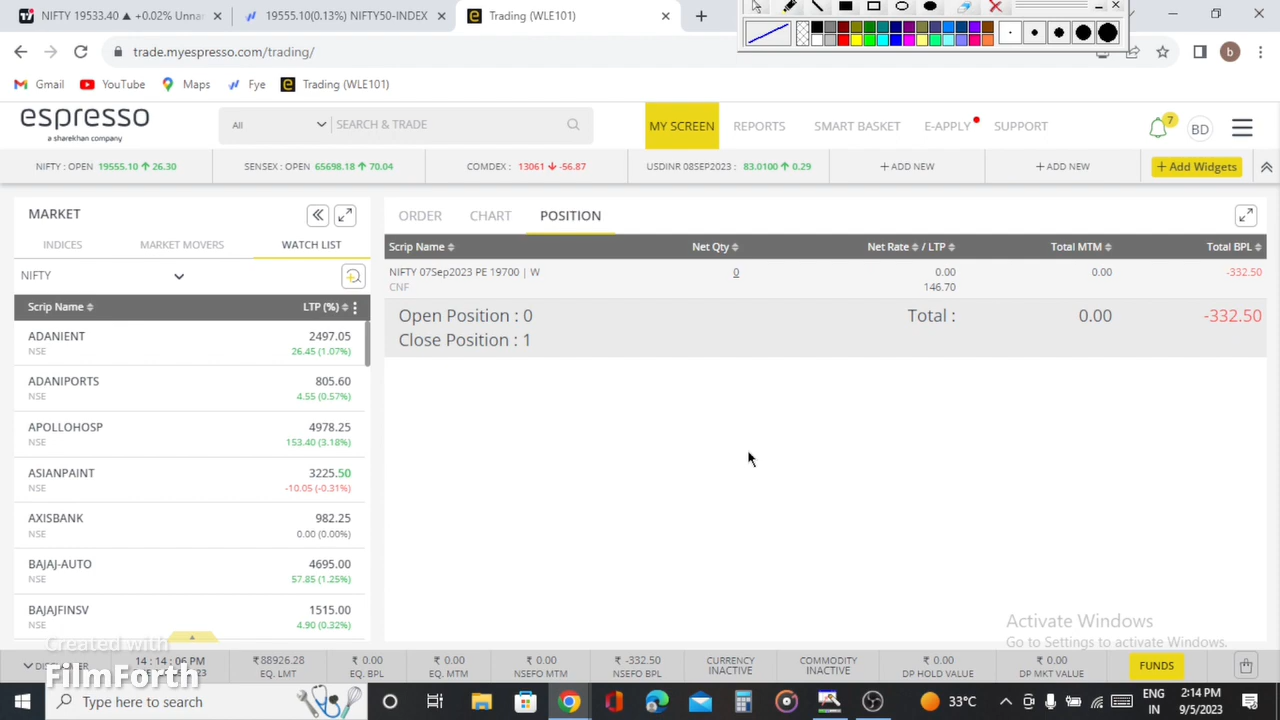 NIFTY 19533.40 ▲ +0.02% Unna
19555.09(0.13%) NIFTY50-INDEX
Trading (WLE101)
Gmail
YouTube
Maps
Fye
Trading (WLE101)
espresso
a sharekhan company
All
SEARCH & TRADE
MY SCREEN
REPORTS
SMART BASKET
E-APPLY
SUPPORT
7
BD
b
NIFTY : OPEN 19555.10 ↑ 26.30
SENSEX : OPEN 65698.18 ↑ 70.04
COMDEX : 13061 ↓ -56.87
USDINR 08SEP2023 : 83.0100 ↑ 0.29
+ ADD NEW
+ ADD NEW
+ Add Widgets
MARKET
INDICES
MARKET MOVERS
WATCH LIST
NIFTY
Scrip Name
LTP (%)
ADANIENT 2497.05
NSE 26.45 (1.07%)
ADANIPORTS 805.60
NSE 4.55 (0.57%)
APOLLOHOSP 4978.25
NSE 153.40 (3.18%)
ASIANPAINT 3225.50
NSE -10.05 (-0.31%)
AXISBANK 982.25
NSE 0.00 (0.00%)
BAJAJ-AUTO 4695.00
NSE 57.85 (1.25%)
BAJAJFINSV 1515.00
NSE 4.90 (0.32%)
ORDER
CHART
POSITION
Scrip Name
Net Qty
Net Rate / LTP
Total MTM
Total BPL
NIFTY 07Sep2023 PE 19700 | W 0 0.00 0.00 -332.50
CNF 146.70
Open Position : 0 Total : 0.00 -332.50
Close Position : 1
Activate Windows
Go to Settings to activate Windows.
Created with
FilmForth
14 : 14 : 06 PM
₹ 88926.28
EQ. LMT
₹ 0.00
EQ. BPL
₹ 0.00
EQ. MTM
₹ 0.00
NSEFO MTM
₹ -332.50
NSEFO BPL
CURRENCY
INACTIVE
COMMODITY
INACTIVE
₹ 0.00
DP HOLD VALUE
₹ 0.00
DP MKT VALUE
FUNDS
Type here to search
33°C
ENG
IN
2:14 PM
9/5/2023